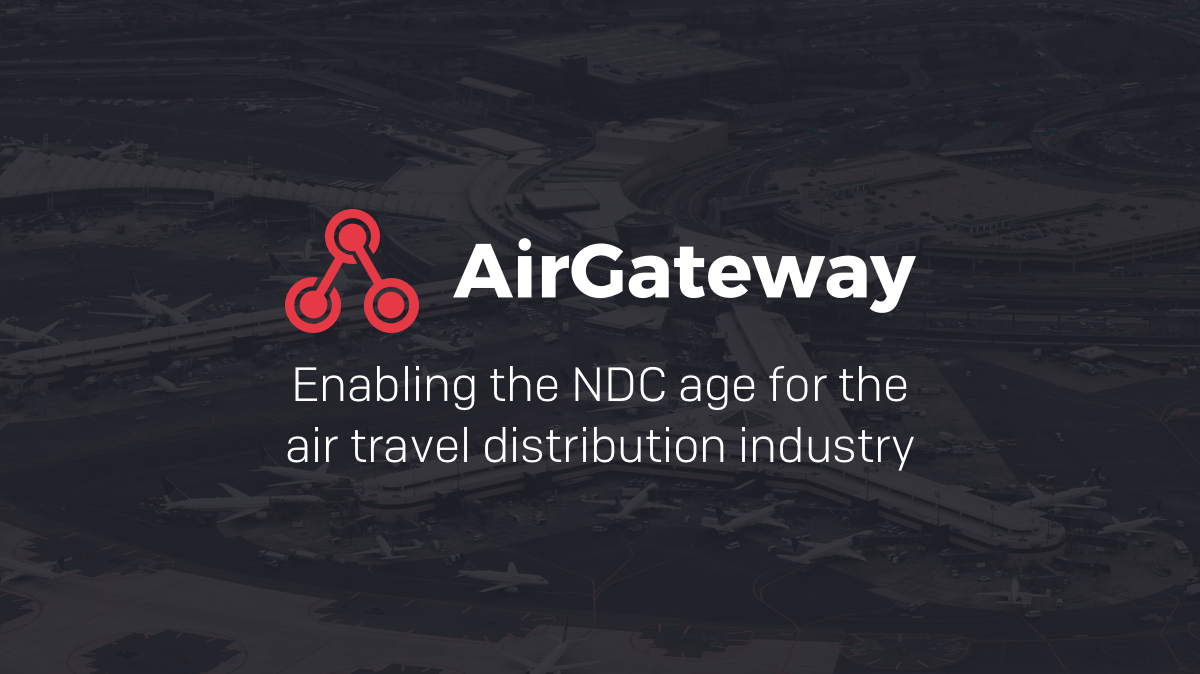 AirGateway
Enabling the NDC age for the
air travel distribution industry